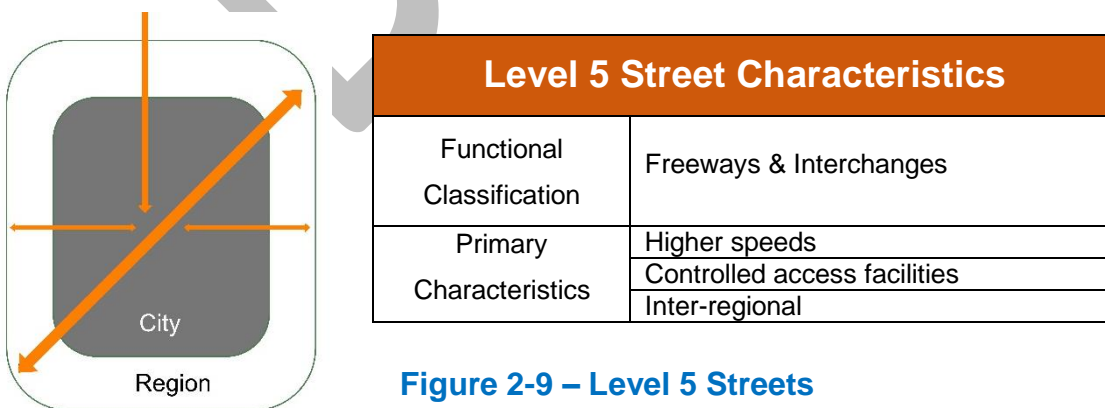 City
Region
Level 5 Street Characteristics
Functional
Classification
Freeways & Interchanges
Primary
Characteristics
Higher speeds
Controlled access facilities
Inter-regional
Figure 2-9 – Level 5 Streets